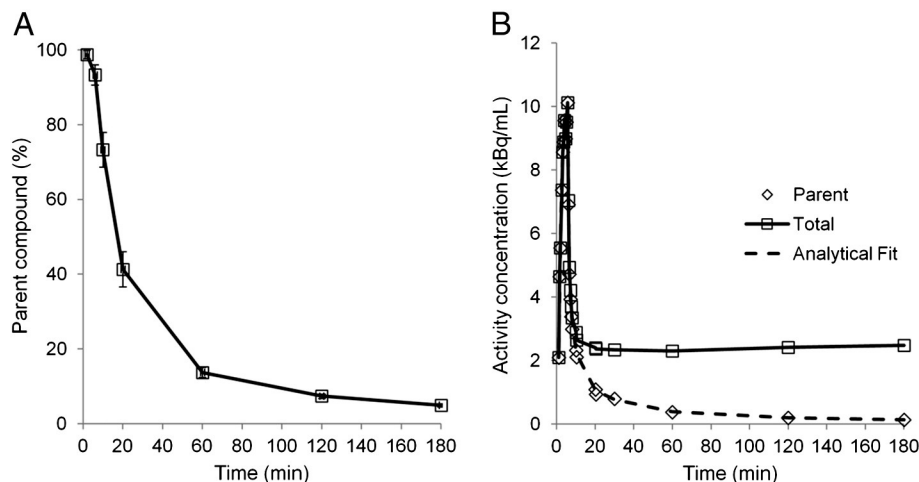 A
B
Parent compound (%)
100
80
60
40
20
0
0 20 40 60 80 100 120 140 160 180
Time (min)
Activity concentration (kBq/mL)
12
10
8
6
4
2
0
0 20 40 60 80 100 120 140 160 180
Time (min)
Parent
Total
Analytical Fit